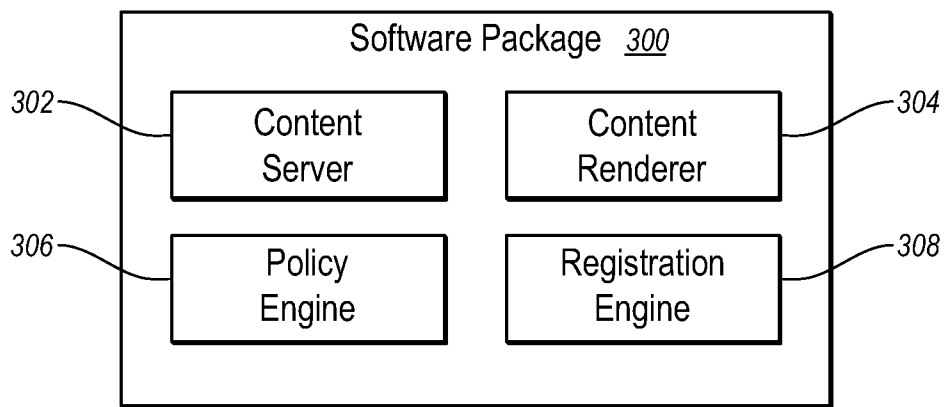 Software Package 300
302
Content
Server
Content
Renderer
304
306
Policy
Engine
Registration
Engine
308